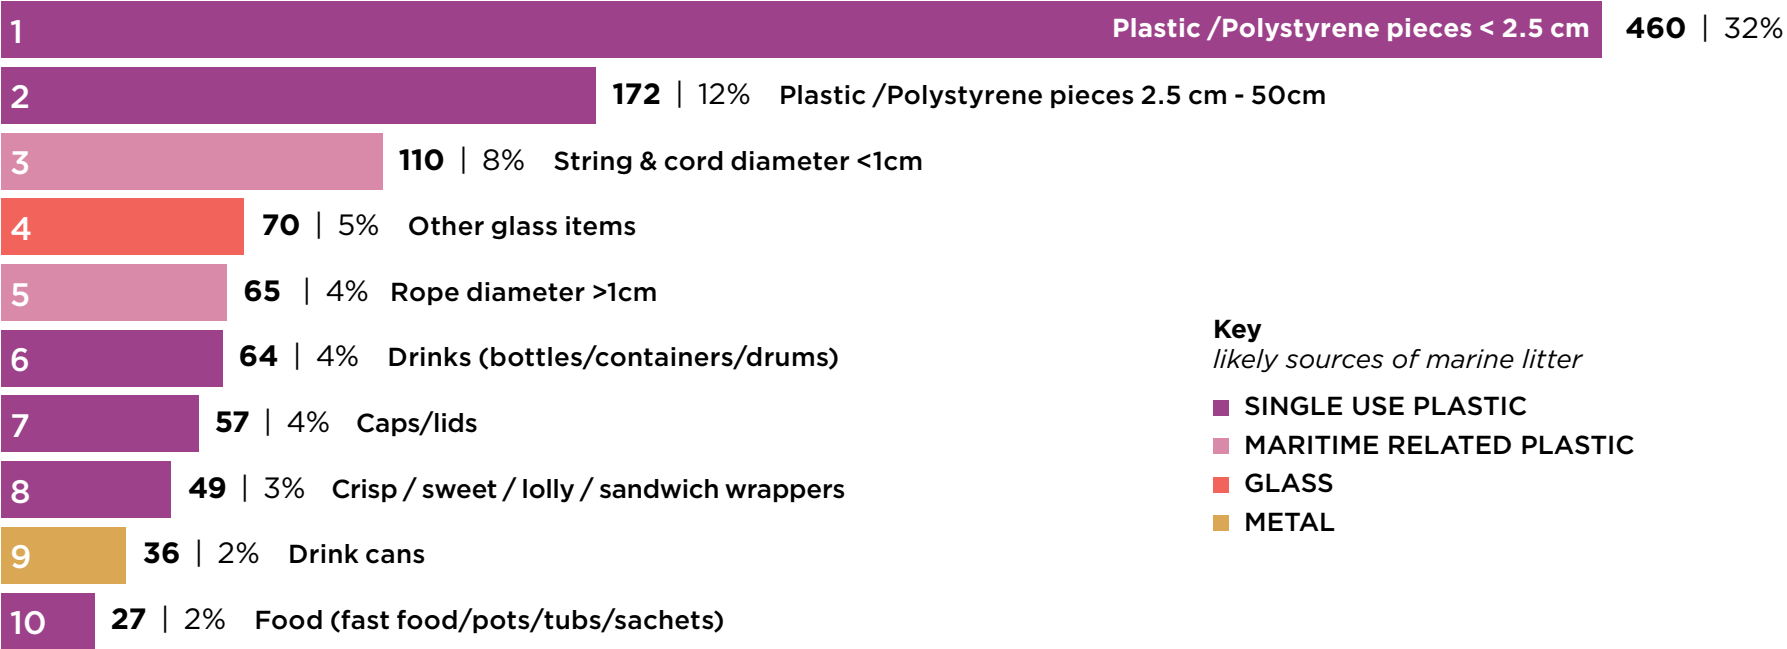 1 Plastic /Polystyrene pieces < 2.5 cm 460 | 32%
2 172 | 12% Plastic /Polystyrene pieces 2.5 cm - 50cm
3 110 | 8% String & cord diameter <1cm
4 70 | 5% Other glass items
5 65 | 4% Rope diameter >1cm
6 64 | 4% Drinks (bottles/containers/drums)
7 57 | 4% Caps/lids
8 49 | 3% Crisp / sweet / lolly / sandwich wrappers
9 36 | 2% Drink cans
10 27 | 2% Food (fast food/pots/tubs/sachets)
Key
likely sources of marine litter
SINGLE USE PLASTIC
MARITIME RELATED PLASTIC
GLASS
METAL